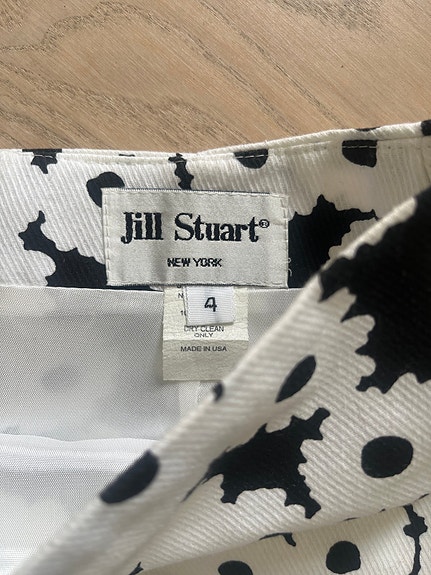 Jill Stuart®
NEW YORK
4
DRY CLEAN
ONLY
MADE IN USA